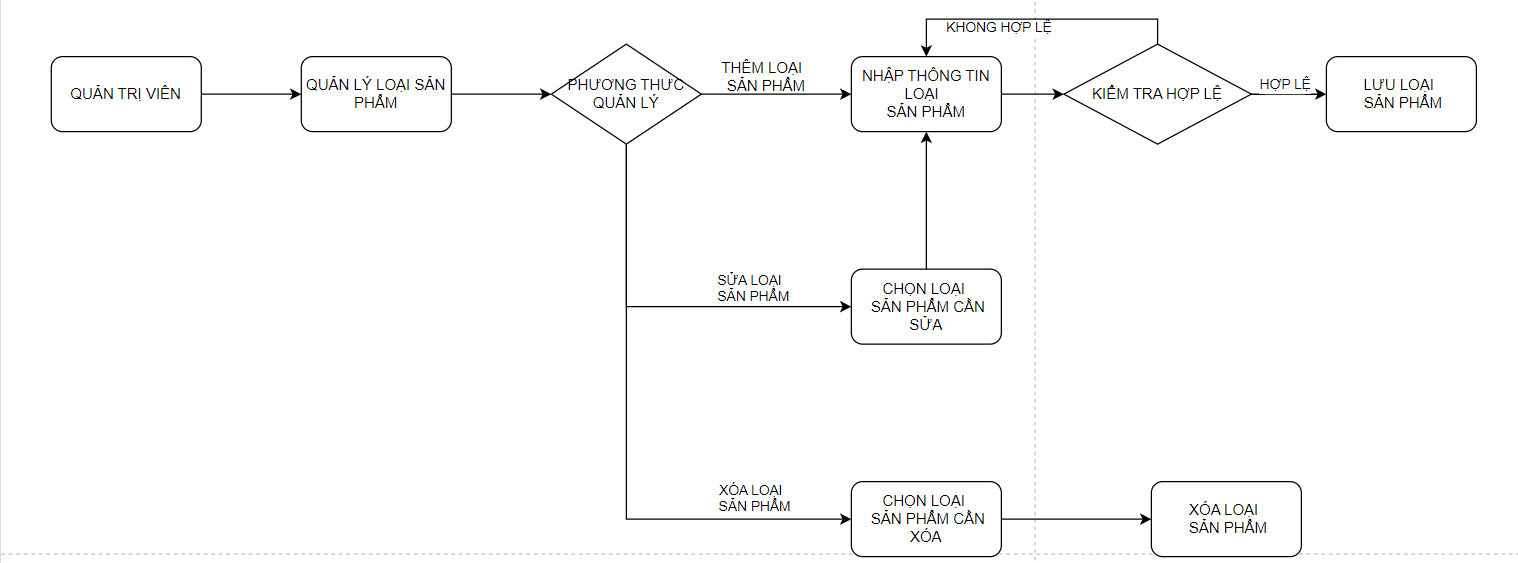 KHÔNG HỢP LỆ
QUẢN TRỊ VIÊN
QUẢN LÝ LOẠI SẢN
PHẨM
PHƯƠNG THỨC
QUẢN LÝ
THÊM LOẠI
SẢN PHẨM
NHẬP THÔNG TIN
LOẠI
SẢN PHẨM
KIỂM TRA HỢP LỆ
HỢP LỆ
LƯU LOẠI
SẢN PHẨM
SỬA LOẠI
SẢN PHẨM
CHỌN LOẠI
SẢN PHẨM CẦN
SỬA
XÓA LOẠI
SẢN PHẨM
CHỌN LOẠI
SẢN PHẨM CẦN
XÓA
XÓA LOẠI
SẢN PHẨM